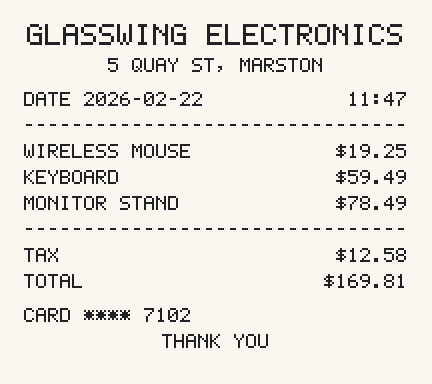 GLASSWING ELECTRONICS
5 QUAY ST, MARSTON
DATE 2026-02-22 11:47
--------------------------------
WIRELESS MOUSE $19.25
KEYBOARD $59.49
MONITOR STAND $78.49
--------------------------------
TAX $12.58
TOTAL $169.81
CARD **** 7102
THANK YOU